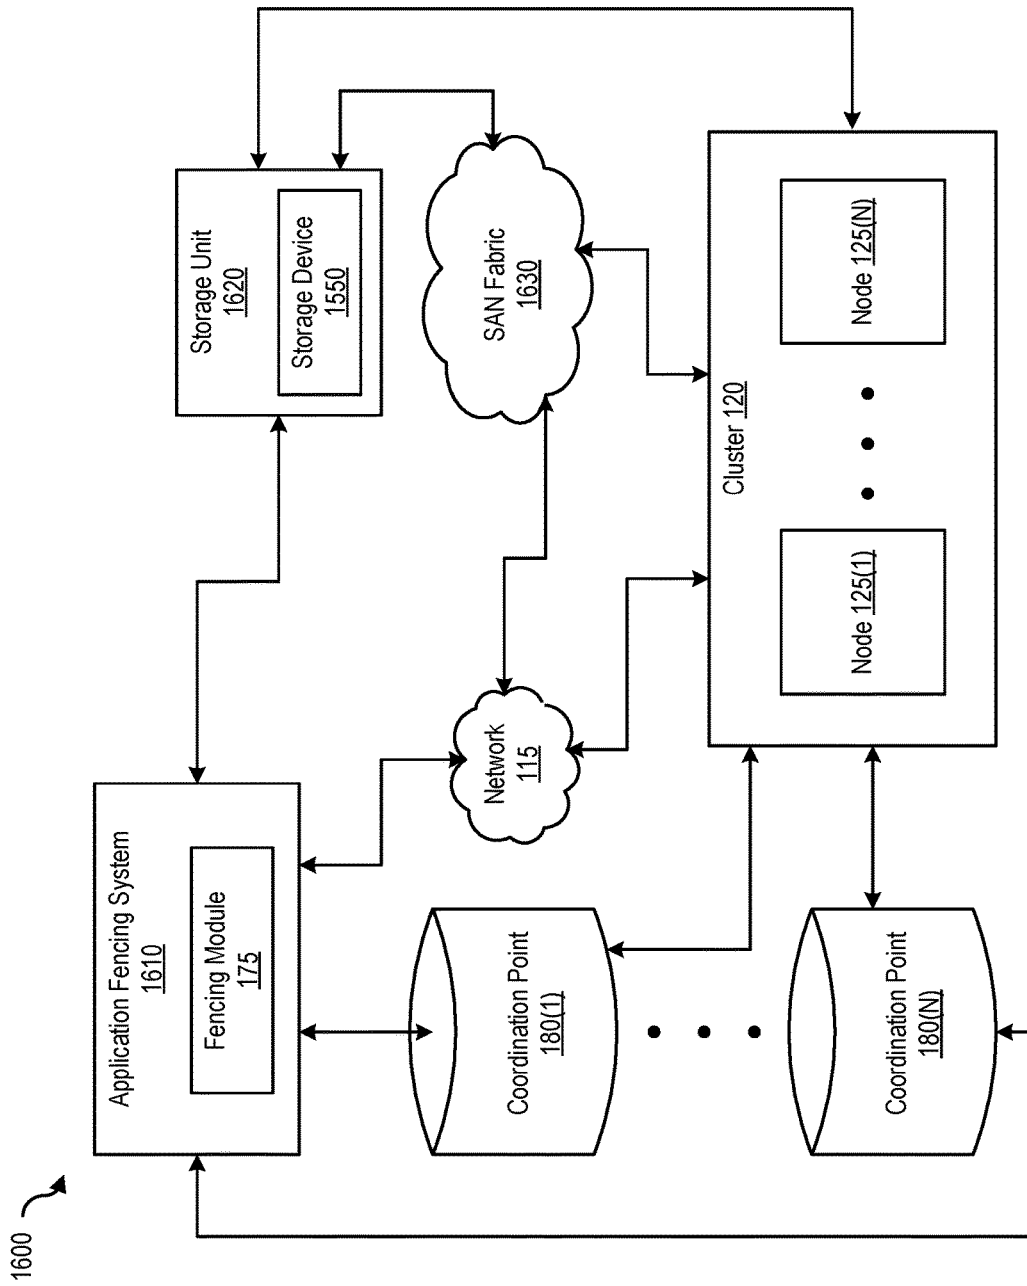 1600
Application Fencing System
1610
Fencing Module
175
Storage Unit
1620
Storage Device
1550
Coordination Point
180(1)
Network
115
SAN Fabric
1630
Coordination Point
180(N)
Cluster 120
Node 125(1)
Node 125(N)